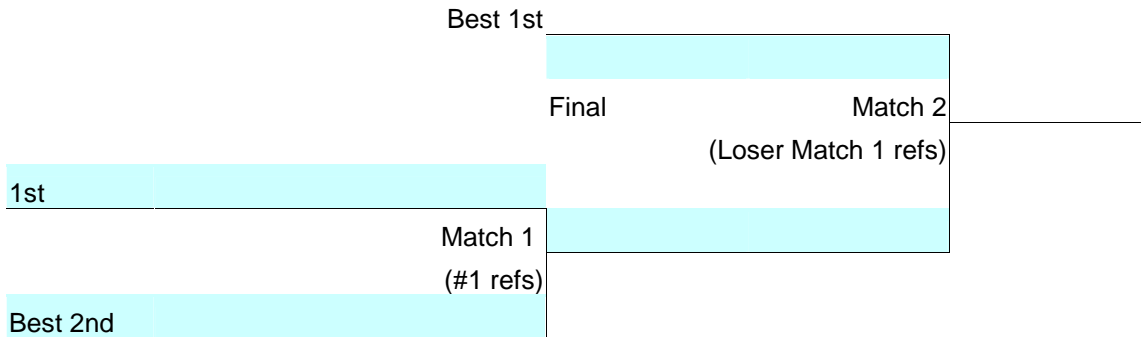 Best 1st
Final Match 2
(Loser Match 1 refs)
1st
Match 1
(#1 refs)
Best 2nd